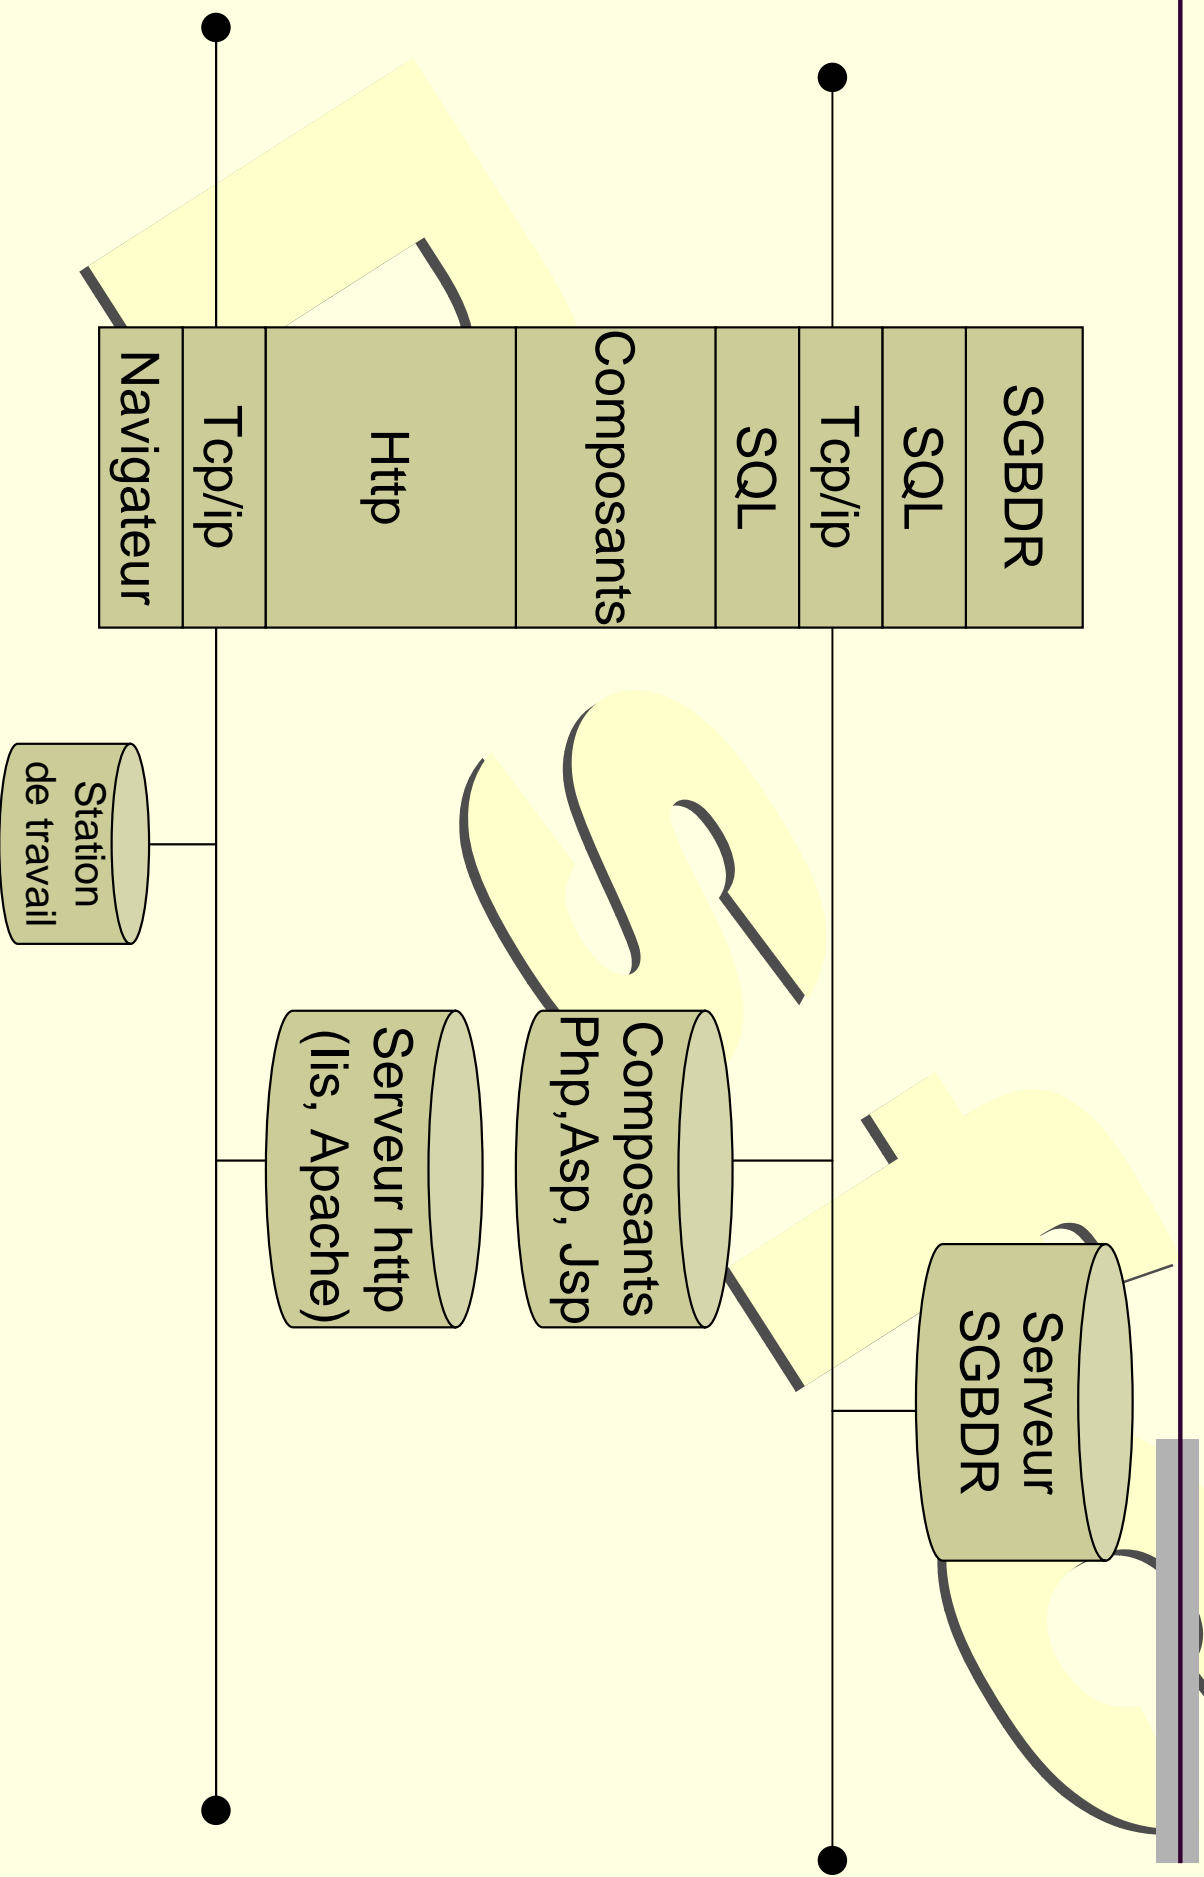 SGBDR
SQL
Tcp/ip
SQL
Composants
Http
Tcp/ip
Navigateur
Serveur
SGBDR
Composants
Php,Asp, Jsp
Serveur http
(Iis, Apache)
Station
de travail